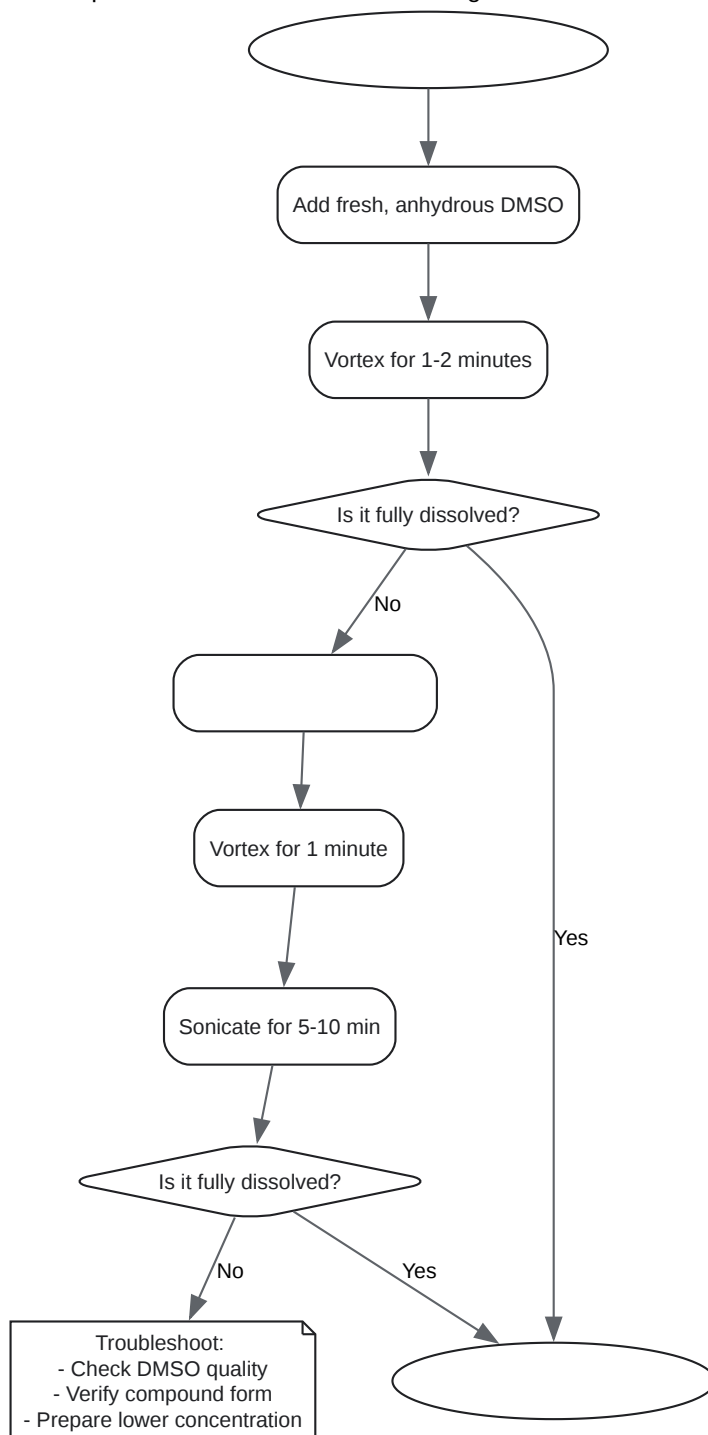 Add fresh, anhydrous DMSO
Vortex for 1-2 minutes
Is it fully dissolved?
No
Vortex for 1 minute
Yes
Sonicate for 5-10 min
Is it fully dissolved?
No
Yes
Troubleshoot:
- Check DMSO quality
- Verify compound form
- Prepare lower concentration